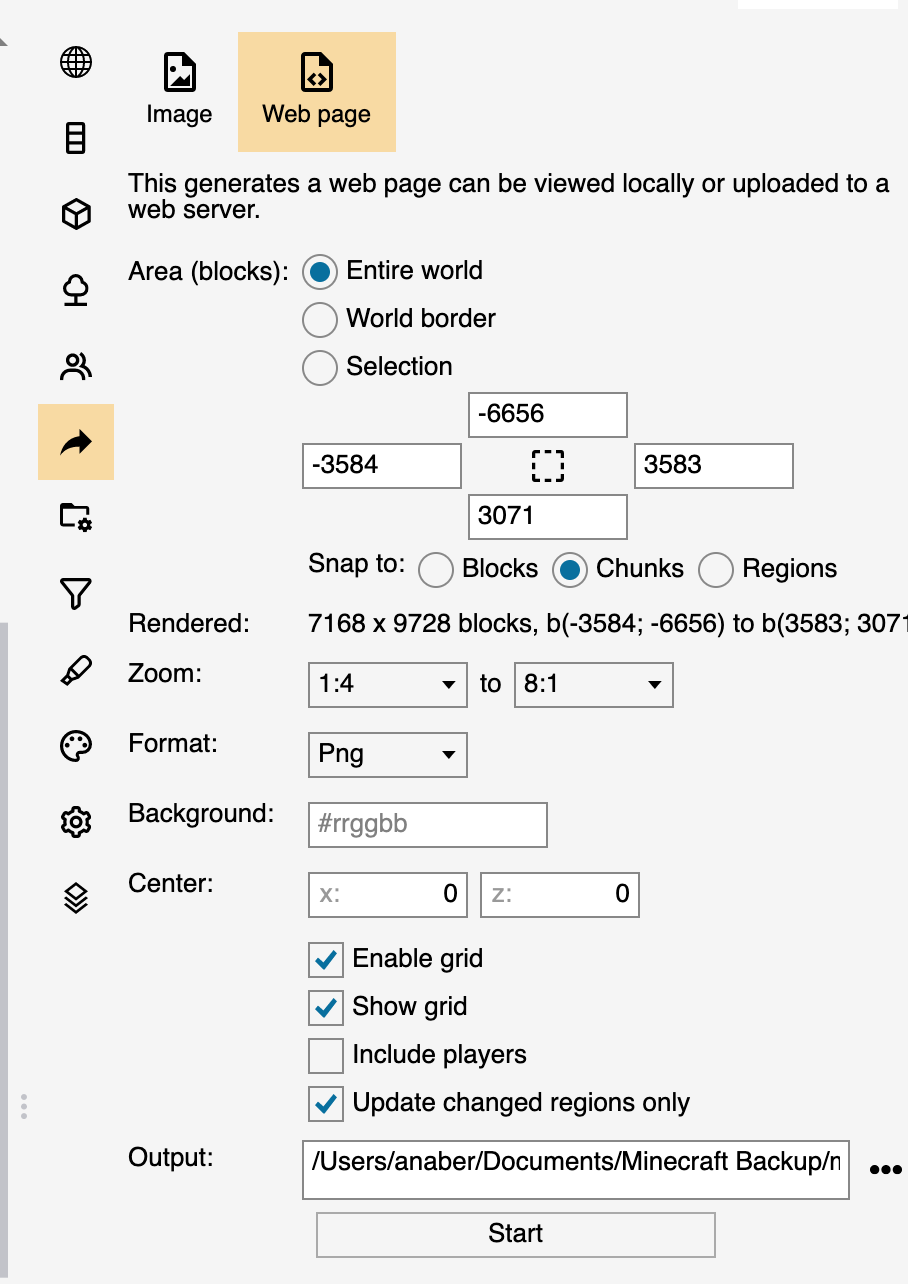 Image
Web page
This generates a web page can be viewed locally or uploaded to a
web server.
Area (blocks):
Entire world
World border
Selection
-6656
-3584
3583
3071
Snap to:
Blocks
Chunks
Regions
Rendered:
7168 x 9728 blocks, b(-3584; -6656) to b(3583; 3071
Zoom:
1:4
to
8:1
Format:
Png
Background:
#rrggbb
Center:
x:
0
z:
0
Enable grid
Show grid
Include players
Update changed regions only
Output:
/Users/anaber/Documents/Minecraft Backup/
Start